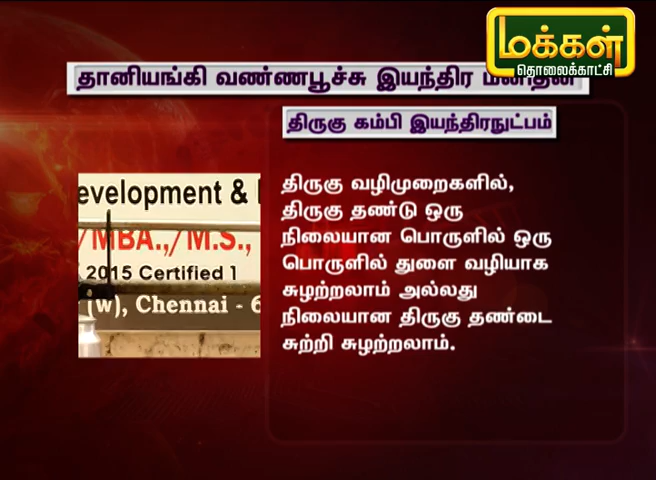 மக்கள்
தொலைக்காட்சி
தானியங்கி வண்ணபூச்சு இயந்திர
திருகு கம்பி இயந்திரநுட்பம்
திருகு வழிமுறைகளில்,
திருகு தண்டு ஒரு
நிலையான பொருளில் ஒரு
பொருளில் துளை வழியாக
சுழற்றலாம் அல்லது
நிலையான திருகு தண்டை
சுற்றி சுழற்றலாம்.
evelopment &
/MBA.,/M.S.,
2015 Certified 1
(w), Chennai - 6